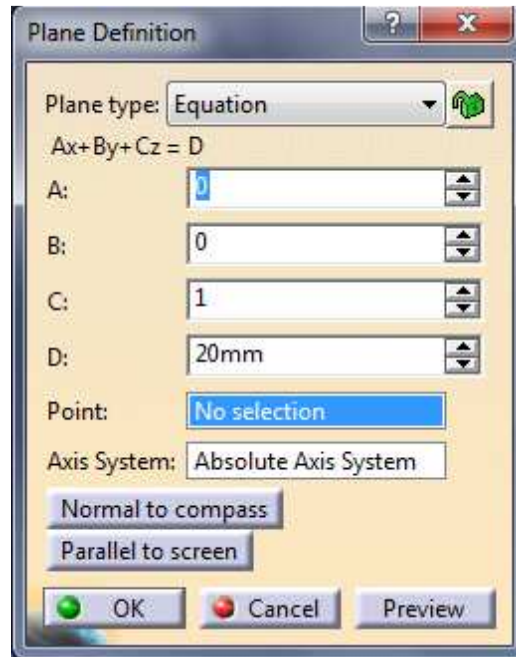 Plane Definition
?
X
Plane type: Equation
Ax+By+Cz = D
A: 0
B: 0
C: 1
D: 20mm
Point: No selection
Axis System: Absolute Axis System
Normal to compass
Parallel to screen
OK Cancel Preview